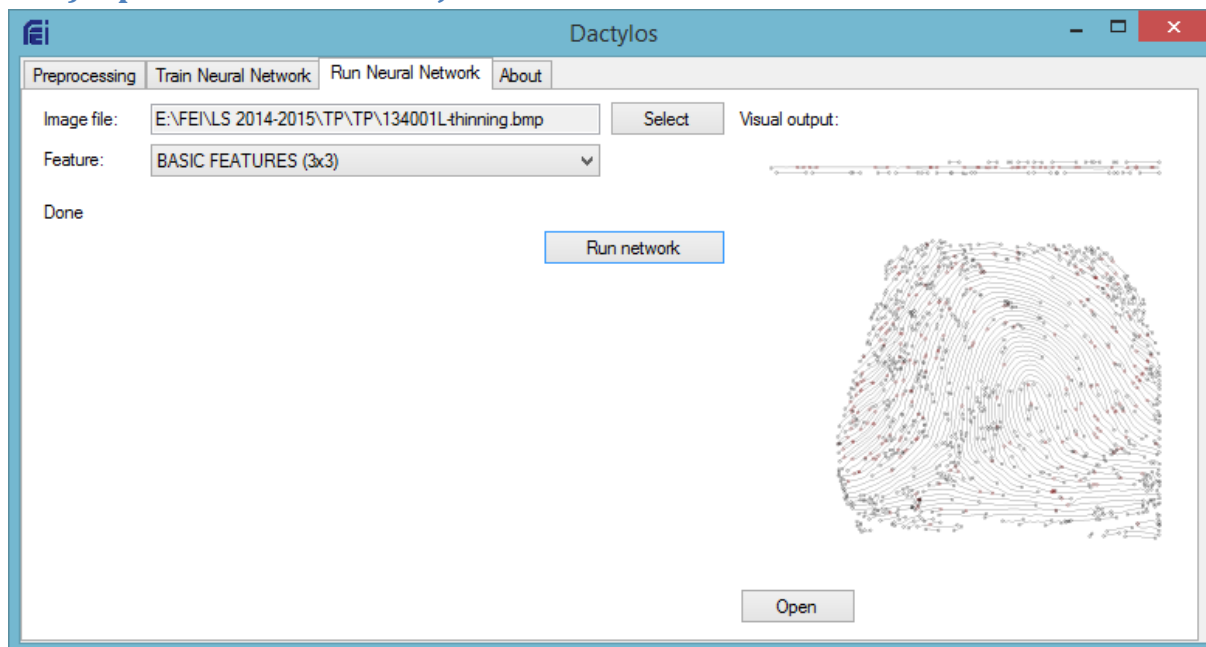 FEI
Dactylos
Preprocessing Train Neural Network Run Neural Network About
Image file: E:\FEI\LS 2014-2015\TP\TP\134001L-thinning.bmp Select Visual output:
Feature: BASIC FEATURES (3x3)
Done
Run network
Open